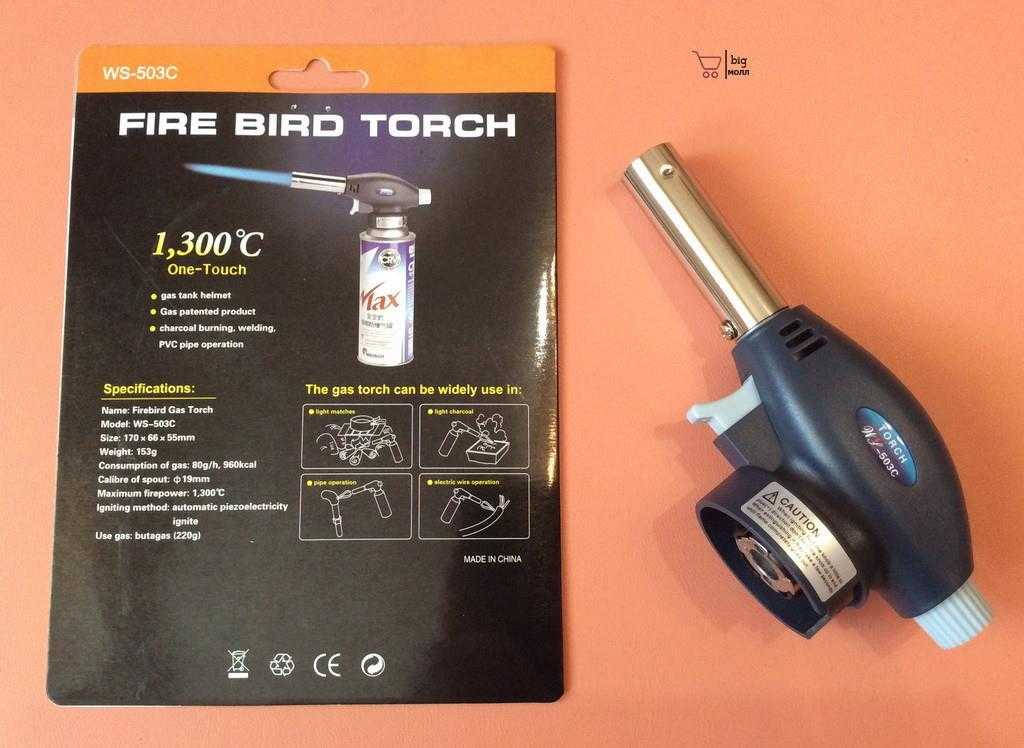 WS-503C
FIRE BIRD TORCH
1,300℃
One-Touch
gas tank helmet
Gas patented product
charcoal burning, welding,
PVC pipe operation
Max
Specifications:
Name: Firebird Gas Torch
Model: WS-503C
Size: 170 × 66 × 55mm
Weight: 153g
Consumption of gas: 80g/h, 960kcal
Calibre of spout: φ19mm
Maximum firepower: 1,300℃
Igniting method: automatic piezoelectricity
ignite
Use gas: butagas (220g)
The gas torch can be widely use in:
light matches
light charcoal
pipe operation
electric wire operation
MADE IN CHINA
CE
big
молл
TORCH
WS-503C
CAUTION